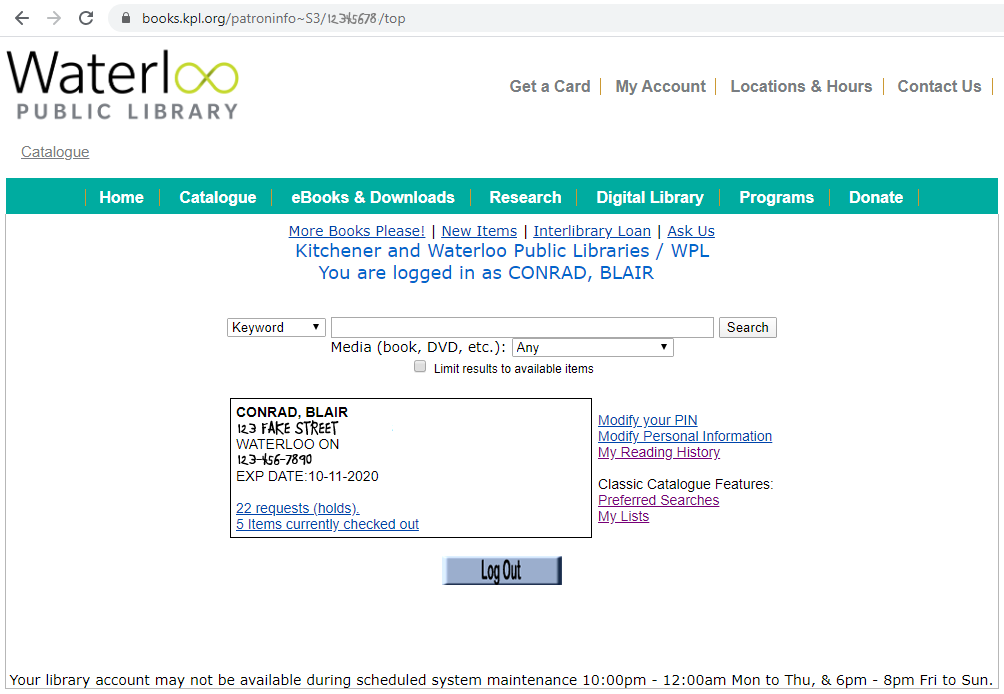 books.kpl.org/patroninfo~S3/12345678/top
Waterloo
PUBLIC LIBRARY
Get a Card | My Account | Locations & Hours | Contact Us |
Catalogue
Home | Catalogue | eBooks & Downloads | Research | Digital Library | Programs | Donate |
More Books Please! | New Items | Interlibrary Loan | Ask Us
Kitchener and Waterloo Public Libraries / WPL
You are logged in as CONRAD, BLAIR
Keyword Search
Media (book, DVD, etc.): Any
Limit results to available items
CONRAD, BLAIR
123 FAKE STREET
WATERLOO ON
123-456-7890
EXP DATE:10-11-2020
22 requests (holds).
5 Items currently checked out
Modify your PIN
Modify Personal Information
My Reading History
Classic Catalogue Features:
Preferred Searches
My Lists
Log Out
Your library account may not be available during scheduled system maintenance 10:00pm - 12:00am Mon to Thu, & 6pm - 8pm Fri to Sun.